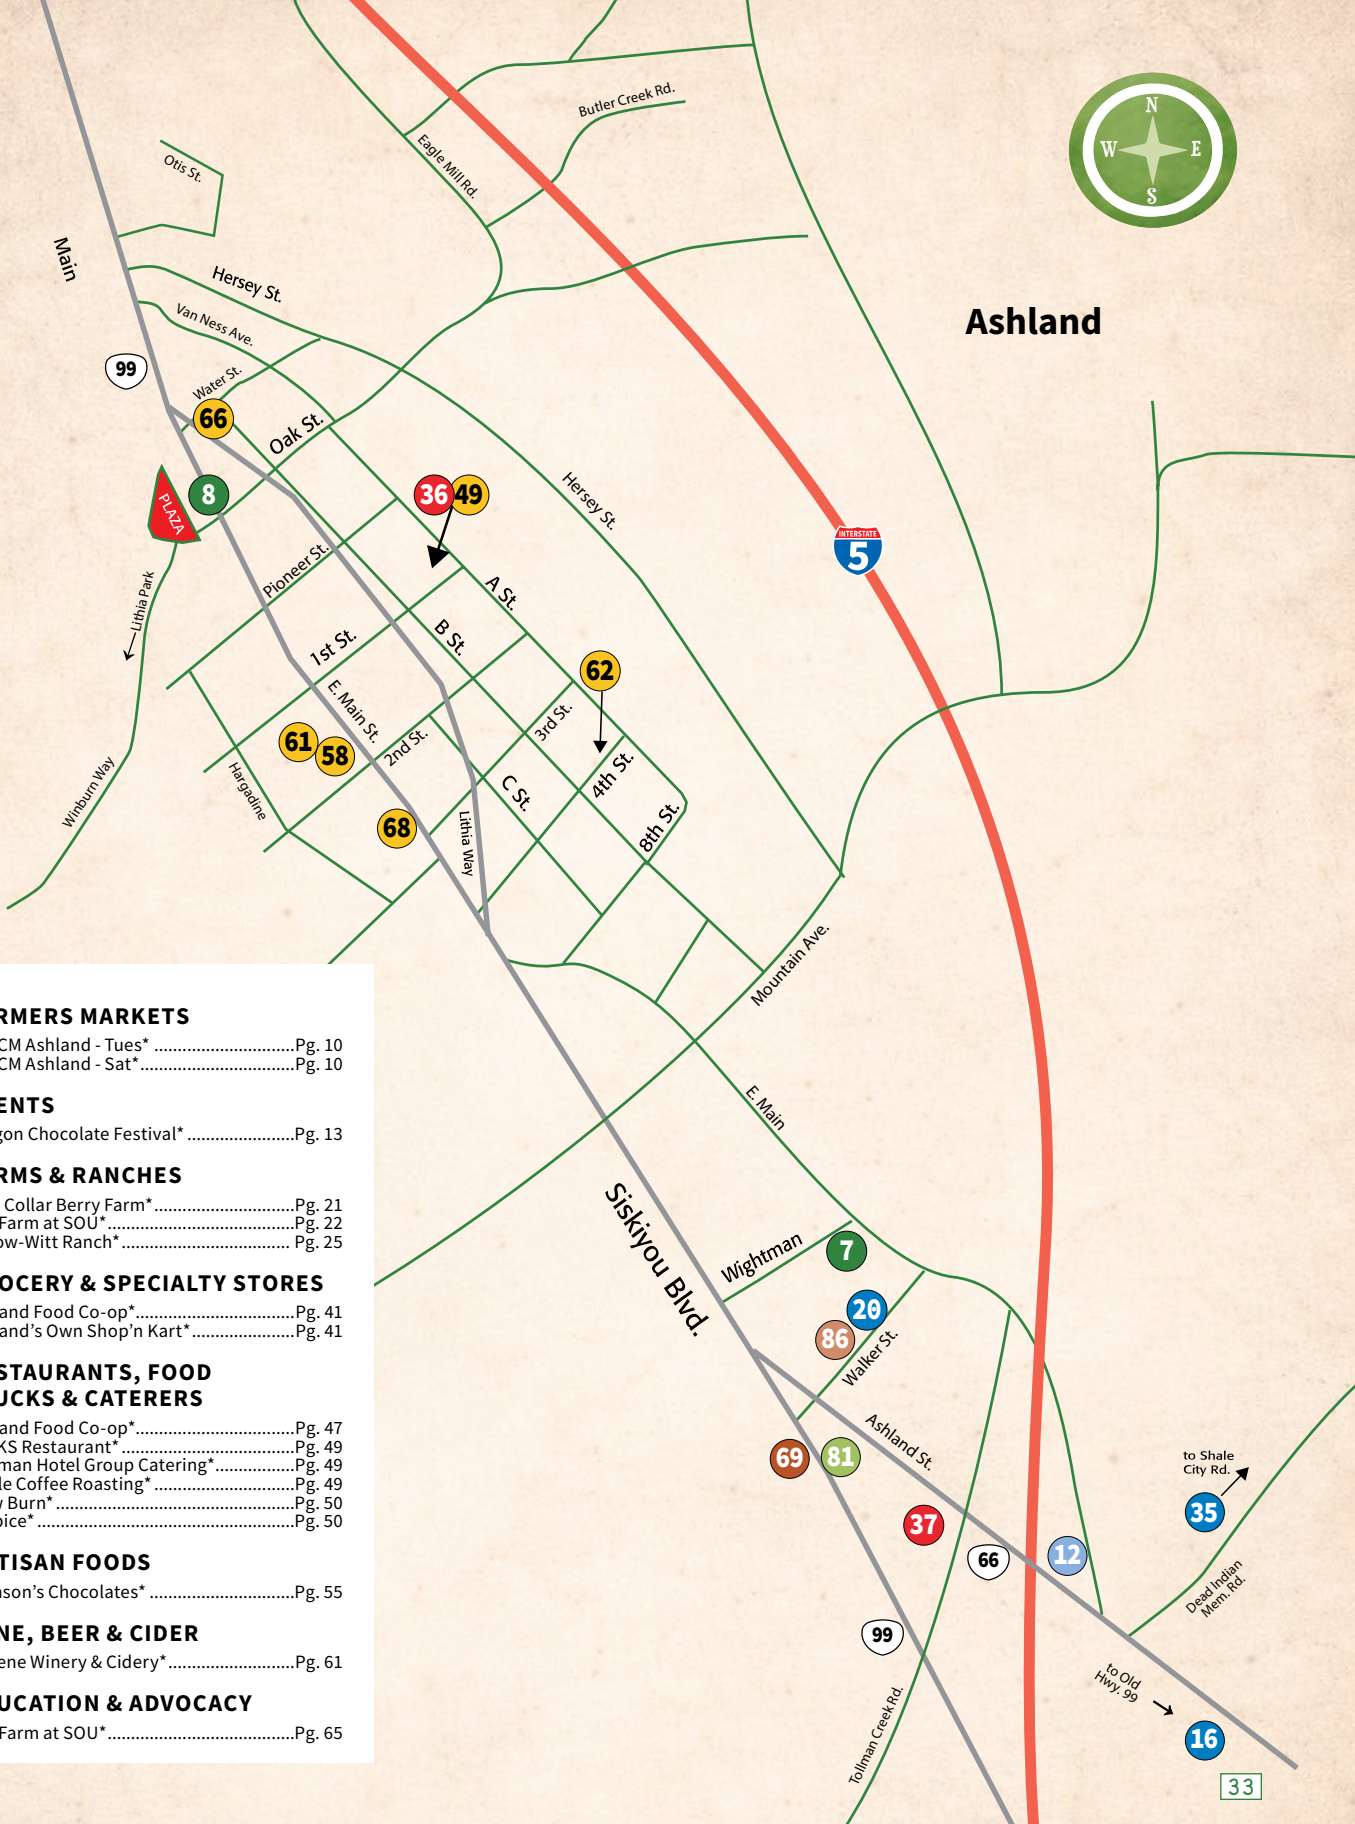 N
W
E
S
Butler Creek Rd.
Eagle Mill Rd.
Otis St.
Main
Hersey St.
Van Ness Ave.
Ashland
99
Water St.
66
Oak St.
PLAZA
8
36
49
Hersey St.
INTERSTATE
5
Pioneer St.
Lithia Park
A St.
B St.
1st St.
62
E. Main St.
3rd St.
2nd St.
61
58
4th St.
Winburn Way
Hargadine
C St.
68
Lithia Way
8th St.
Mountain Ave.
E. Main
Siskiyou Blvd.
Wightman
7
20
86
Walker St.
Ashland St.
69
81
37
66
12
to Shale
City Rd.
35
Dead Indian
Mem. Rd.
99
to Old
Hwy. 99
Tollman Creek Rd.
16
33
RMERS MARKETS
CM Ashland - Tues* ..............................Pg. 10
CM Ashland - Sat*.................................Pg. 10
ENTS
gon Chocolate Festival* .......................Pg. 13
RMS & RANCHES
Collar Berry Farm*..............................Pg. 21
Farm at SOU*........................................Pg. 22
ow-Witt Ranch*.................................... Pg. 25
OCERY & SPECIALTY STORES
and Food Co-op*..................................Pg. 41
and's Own Shop'n Kart*......................Pg. 41
STAURANTS, FOOD
UCKS & CATERERS
and Food Co-op*..................................Pg. 47
KS Restaurant*.....................................Pg. 49
man Hotel Group Catering*.................Pg. 49
le Coffee Roasting*..............................Pg. 49
w Burn*...................................................Pg. 50
pice*.......................................................Pg. 50
TISAN FOODS
nson's Chocolates* ...............................Pg. 55
NE, BEER & CIDER
ene Winery & Cidery*...........................Pg. 61
UCATION & ADVOCACY
Farm at SOU*........................................Pg. 65